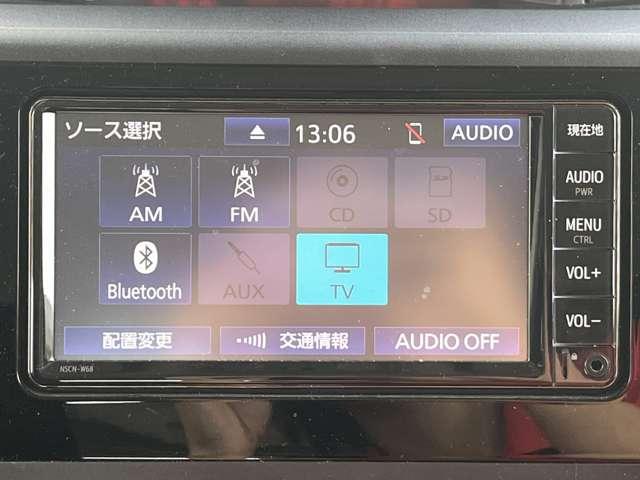 ソース選択 13:06 AUDIO
AM FM CD SD
Bluetooth AUX TV
配置変更 交通情報 AUDIO OFF
NSCN-W68
現在地
AUDIO
PWR
MENU
CTRL
VOL+
VOL-